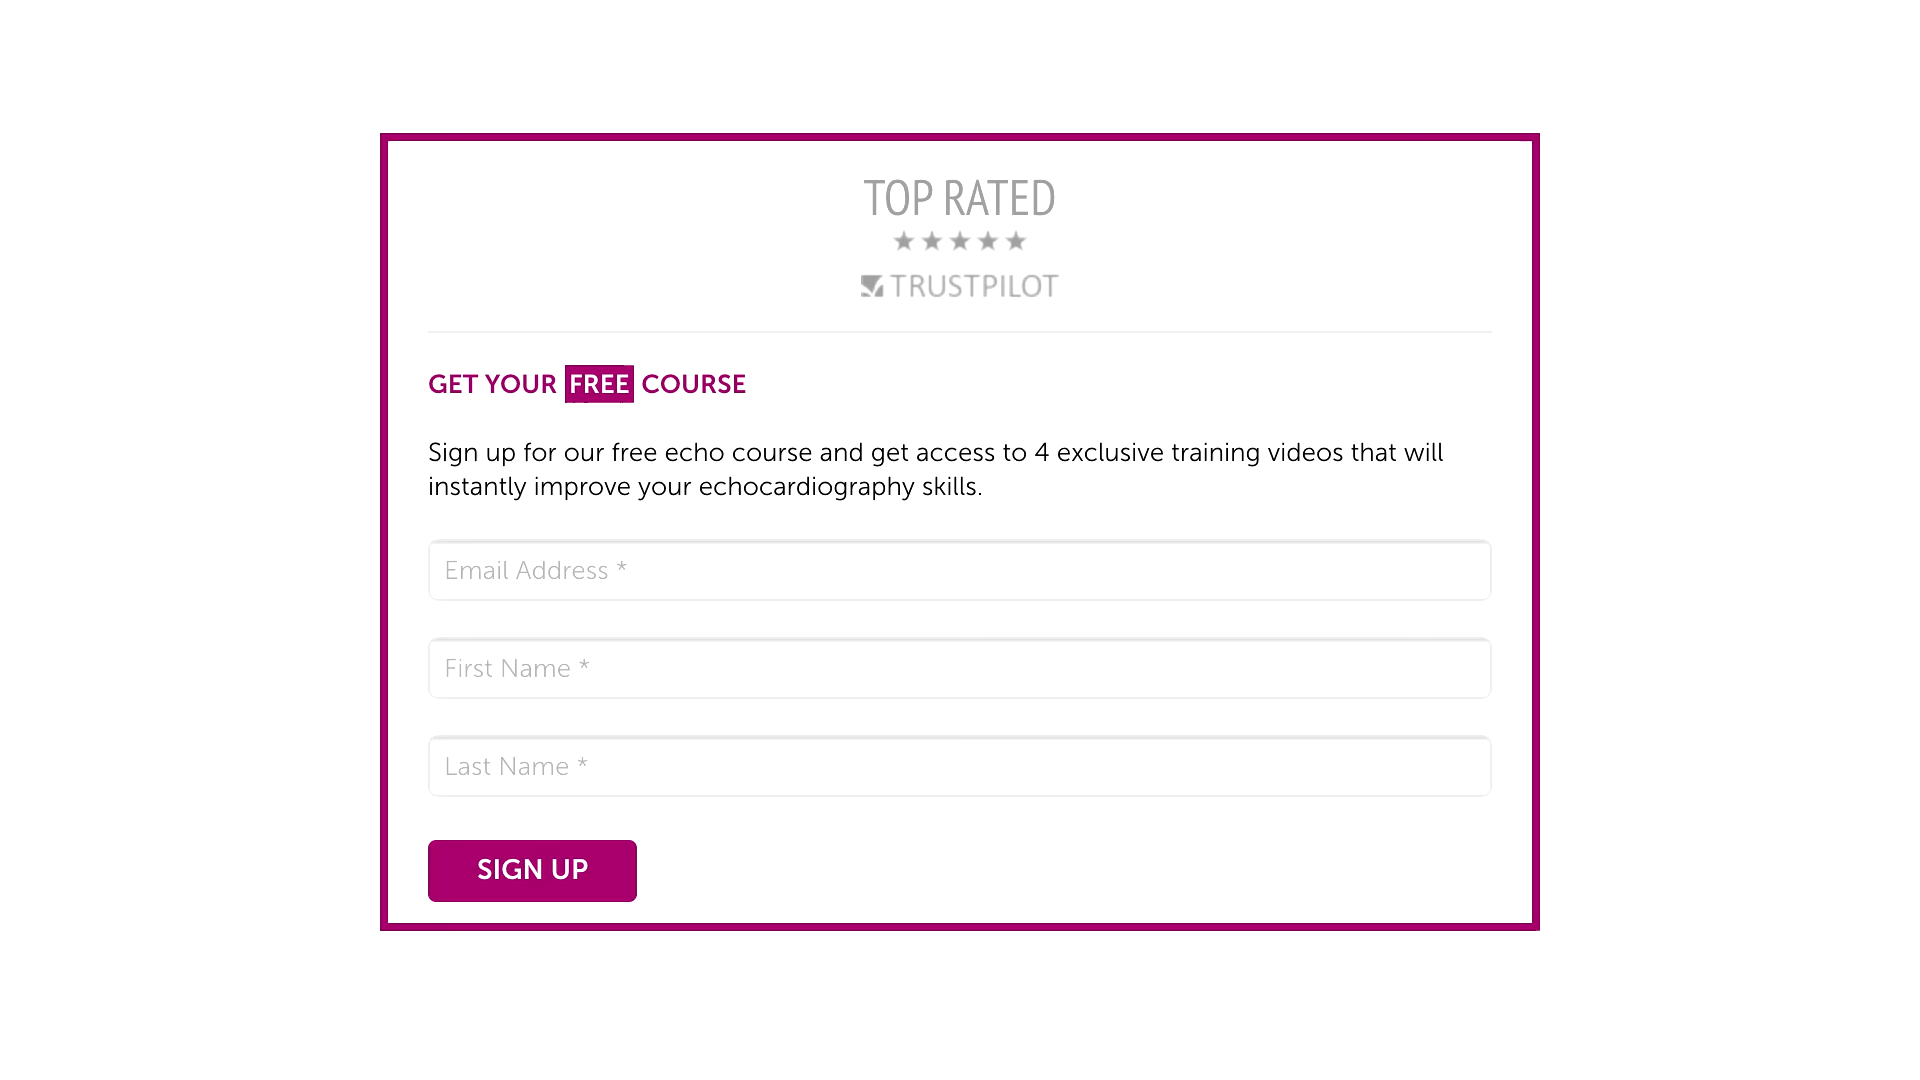 TOP RATED
TRUSTPILOT
GET YOUR FREE COURSE
Sign up for our free echo course and get access to 4 exclusive training videos that will
instantly improve your echocardiography skills.
Email Address *
First Name *
Last Name *
SIGN UP